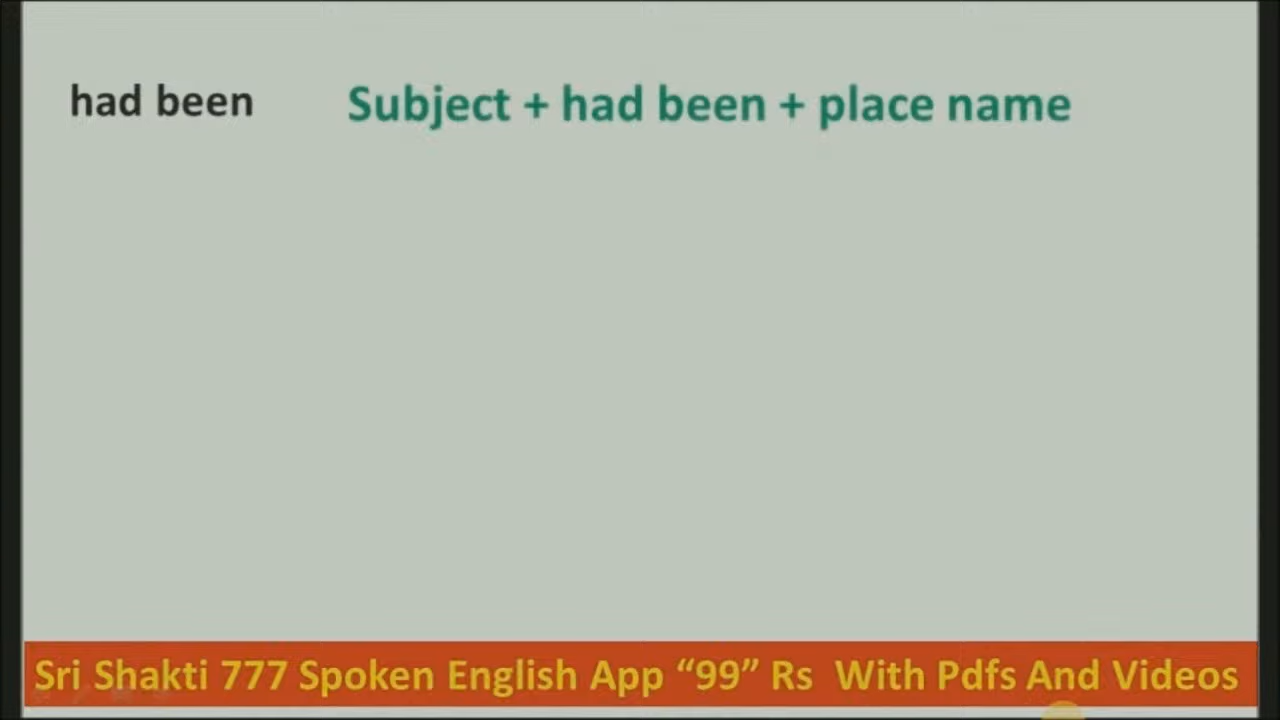 had been Subject + had been + place name
Sri Shakti 777 Spoken English App “99” Rs With Pdfs And Videos